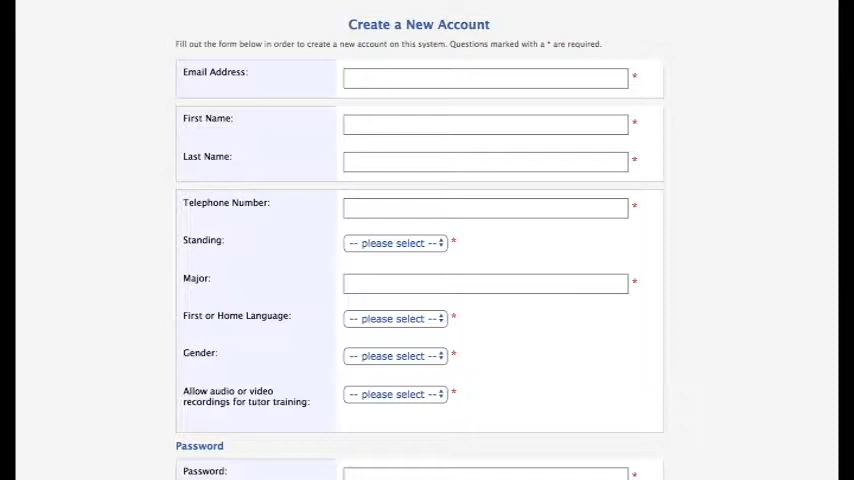 Create a New Account
Fill out the form below in order to create a new account on this system. Questions marked with a * are required.
Email Address: *
First Name: *
Last Name: *
Telephone Number: *
Standing: -- please select -- *
Major: *
First or Home Language: -- please select -- *
Gender: -- please select -- *
Allow audio or video
recordings for tutor training: -- please select -- *
Password
Password: *